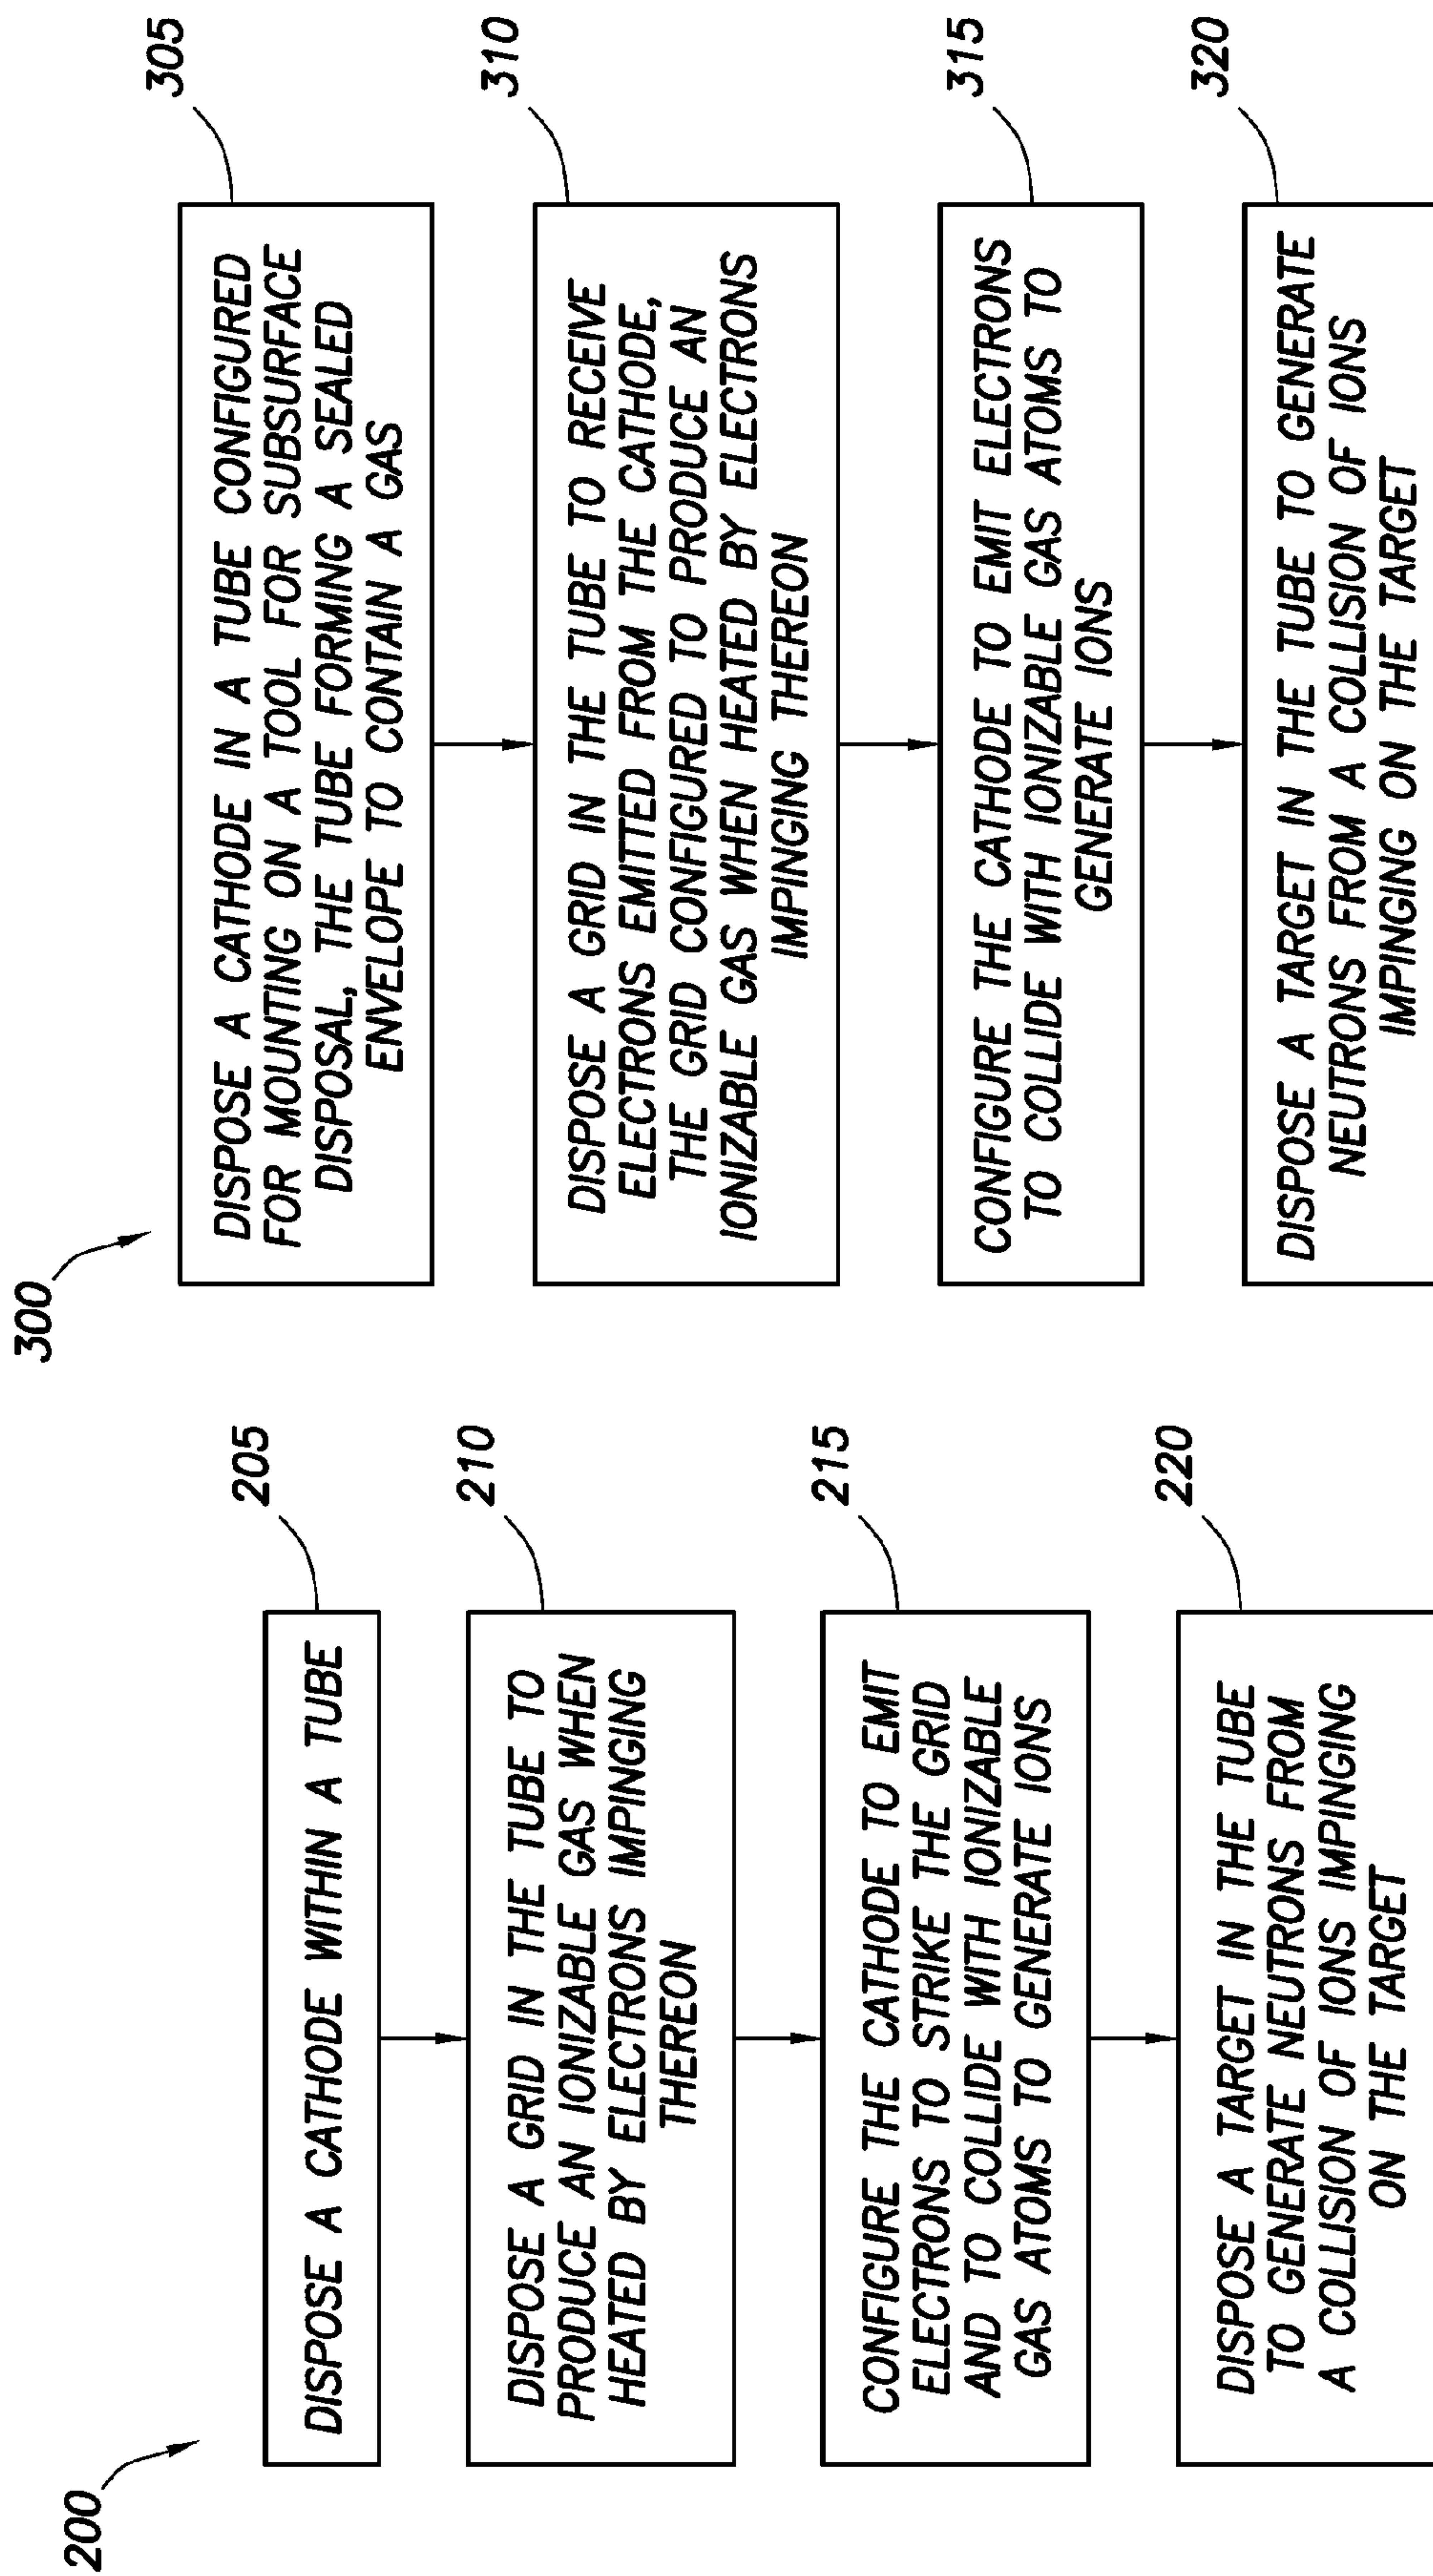 200
DISPOSE A CATHODE WITHIN A TUBE
205
DISPOSE A GRID IN THE TUBE TO
PRODUCE AN IONIZABLE GAS WHEN
HEATED BY ELECTRONS IMPINGING
THEREON
210
CONFIGURE THE CATHODE TO EMIT
ELECTRONS TO STRIKE THE GRID
AND TO COLLIDE WITH IONIZABLE
GAS ATOMS TO GENERATE IONS
215
DISPOSE A TARGET IN THE TUBE
TO GENERATE NEUTRONS FROM
A COLLISION OF IONS IMPINGING
ON THE TARGET
220
300
DISPOSE A CATHODE IN A TUBE CONFIGURED
FOR MOUNTING ON A TOOL FOR SUBSURFACE
DISPOSAL, THE TUBE FORMING A SEALED
ENVELOPE TO CONTAIN A GAS
305
DISPOSE A GRID IN THE TUBE TO RECEIVE
ELECTRONS EMITTED FROM THE CATHODE,
THE GRID CONFIGURED TO PRODUCE AN
IONIZABLE GAS WHEN HEATED BY ELECTRONS
IMPINGING THEREON
310
CONFIGURE THE CATHODE TO EMIT ELECTRONS
TO COLLIDE WITH IONIZABLE GAS ATOMS TO
GENERATE IONS
315
DISPOSE A TARGET IN THE TUBE TO GENERATE
NEUTRONS FROM A COLLISION OF IONS
IMPINGING ON THE TARGET
320